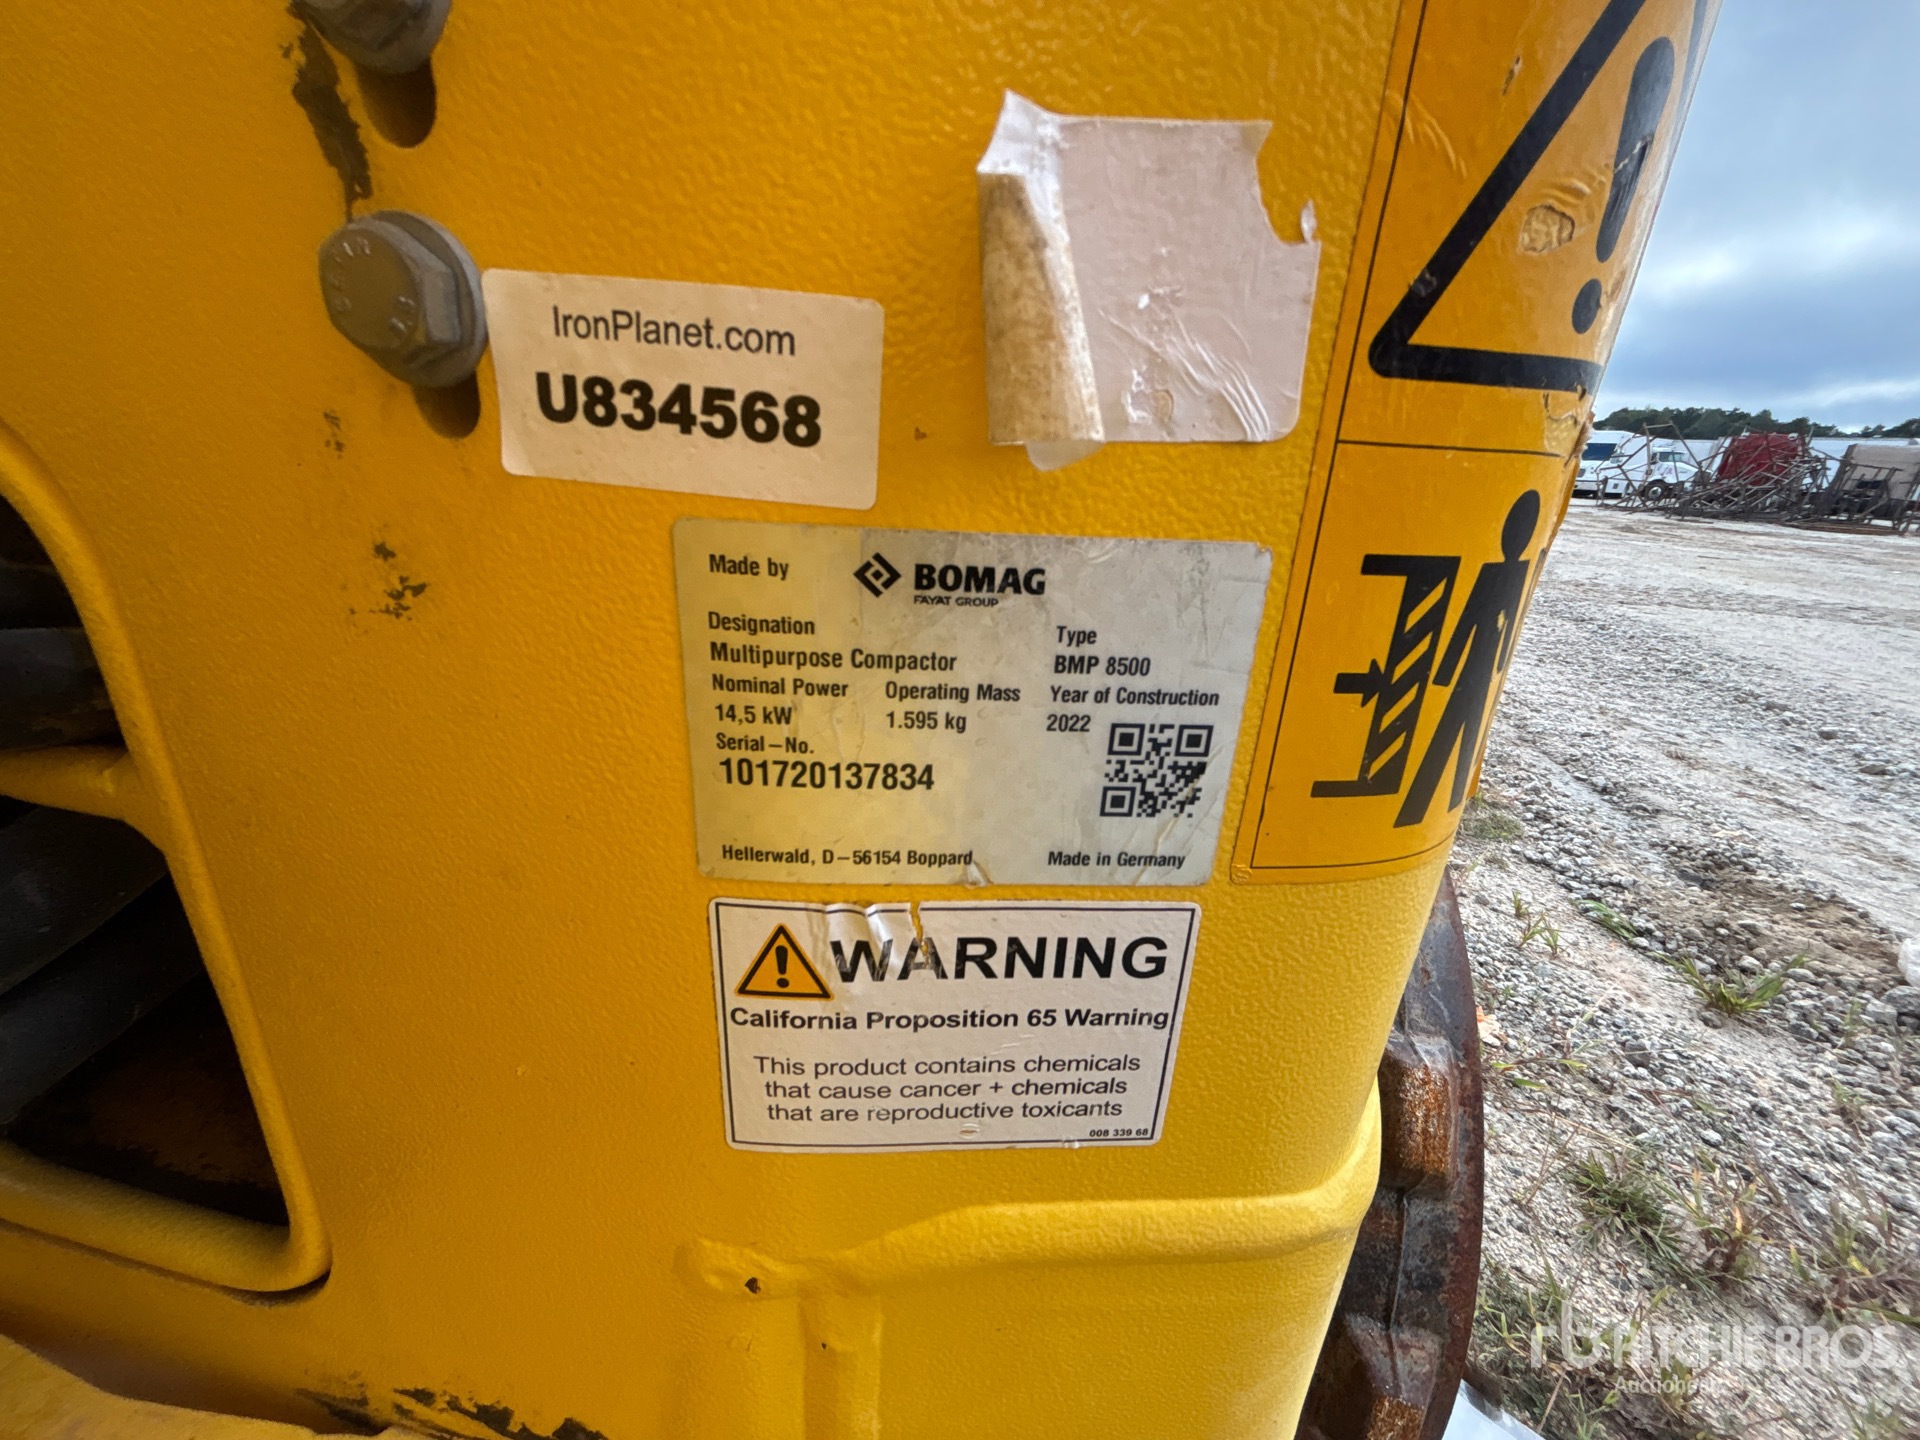 IronPlanet.com
U834568
Made by BOMAG
FAYAT GROUP
Designation
Multipurpose Compactor
Type
BMP 8500
Nominal Power
14,5 kW
Operating Mass
1.595 kg
Year of Construction
2022
Serial-No.
101720137834
Hellerwald, D-56154 Boppard
Made in Germany
WARNING
California Proposition 65 Warning
This product contains chemicals
that cause cancer + chemicals
that are reproductive toxicants
008 339 68
RITCHIE BROS.
Auctioneers